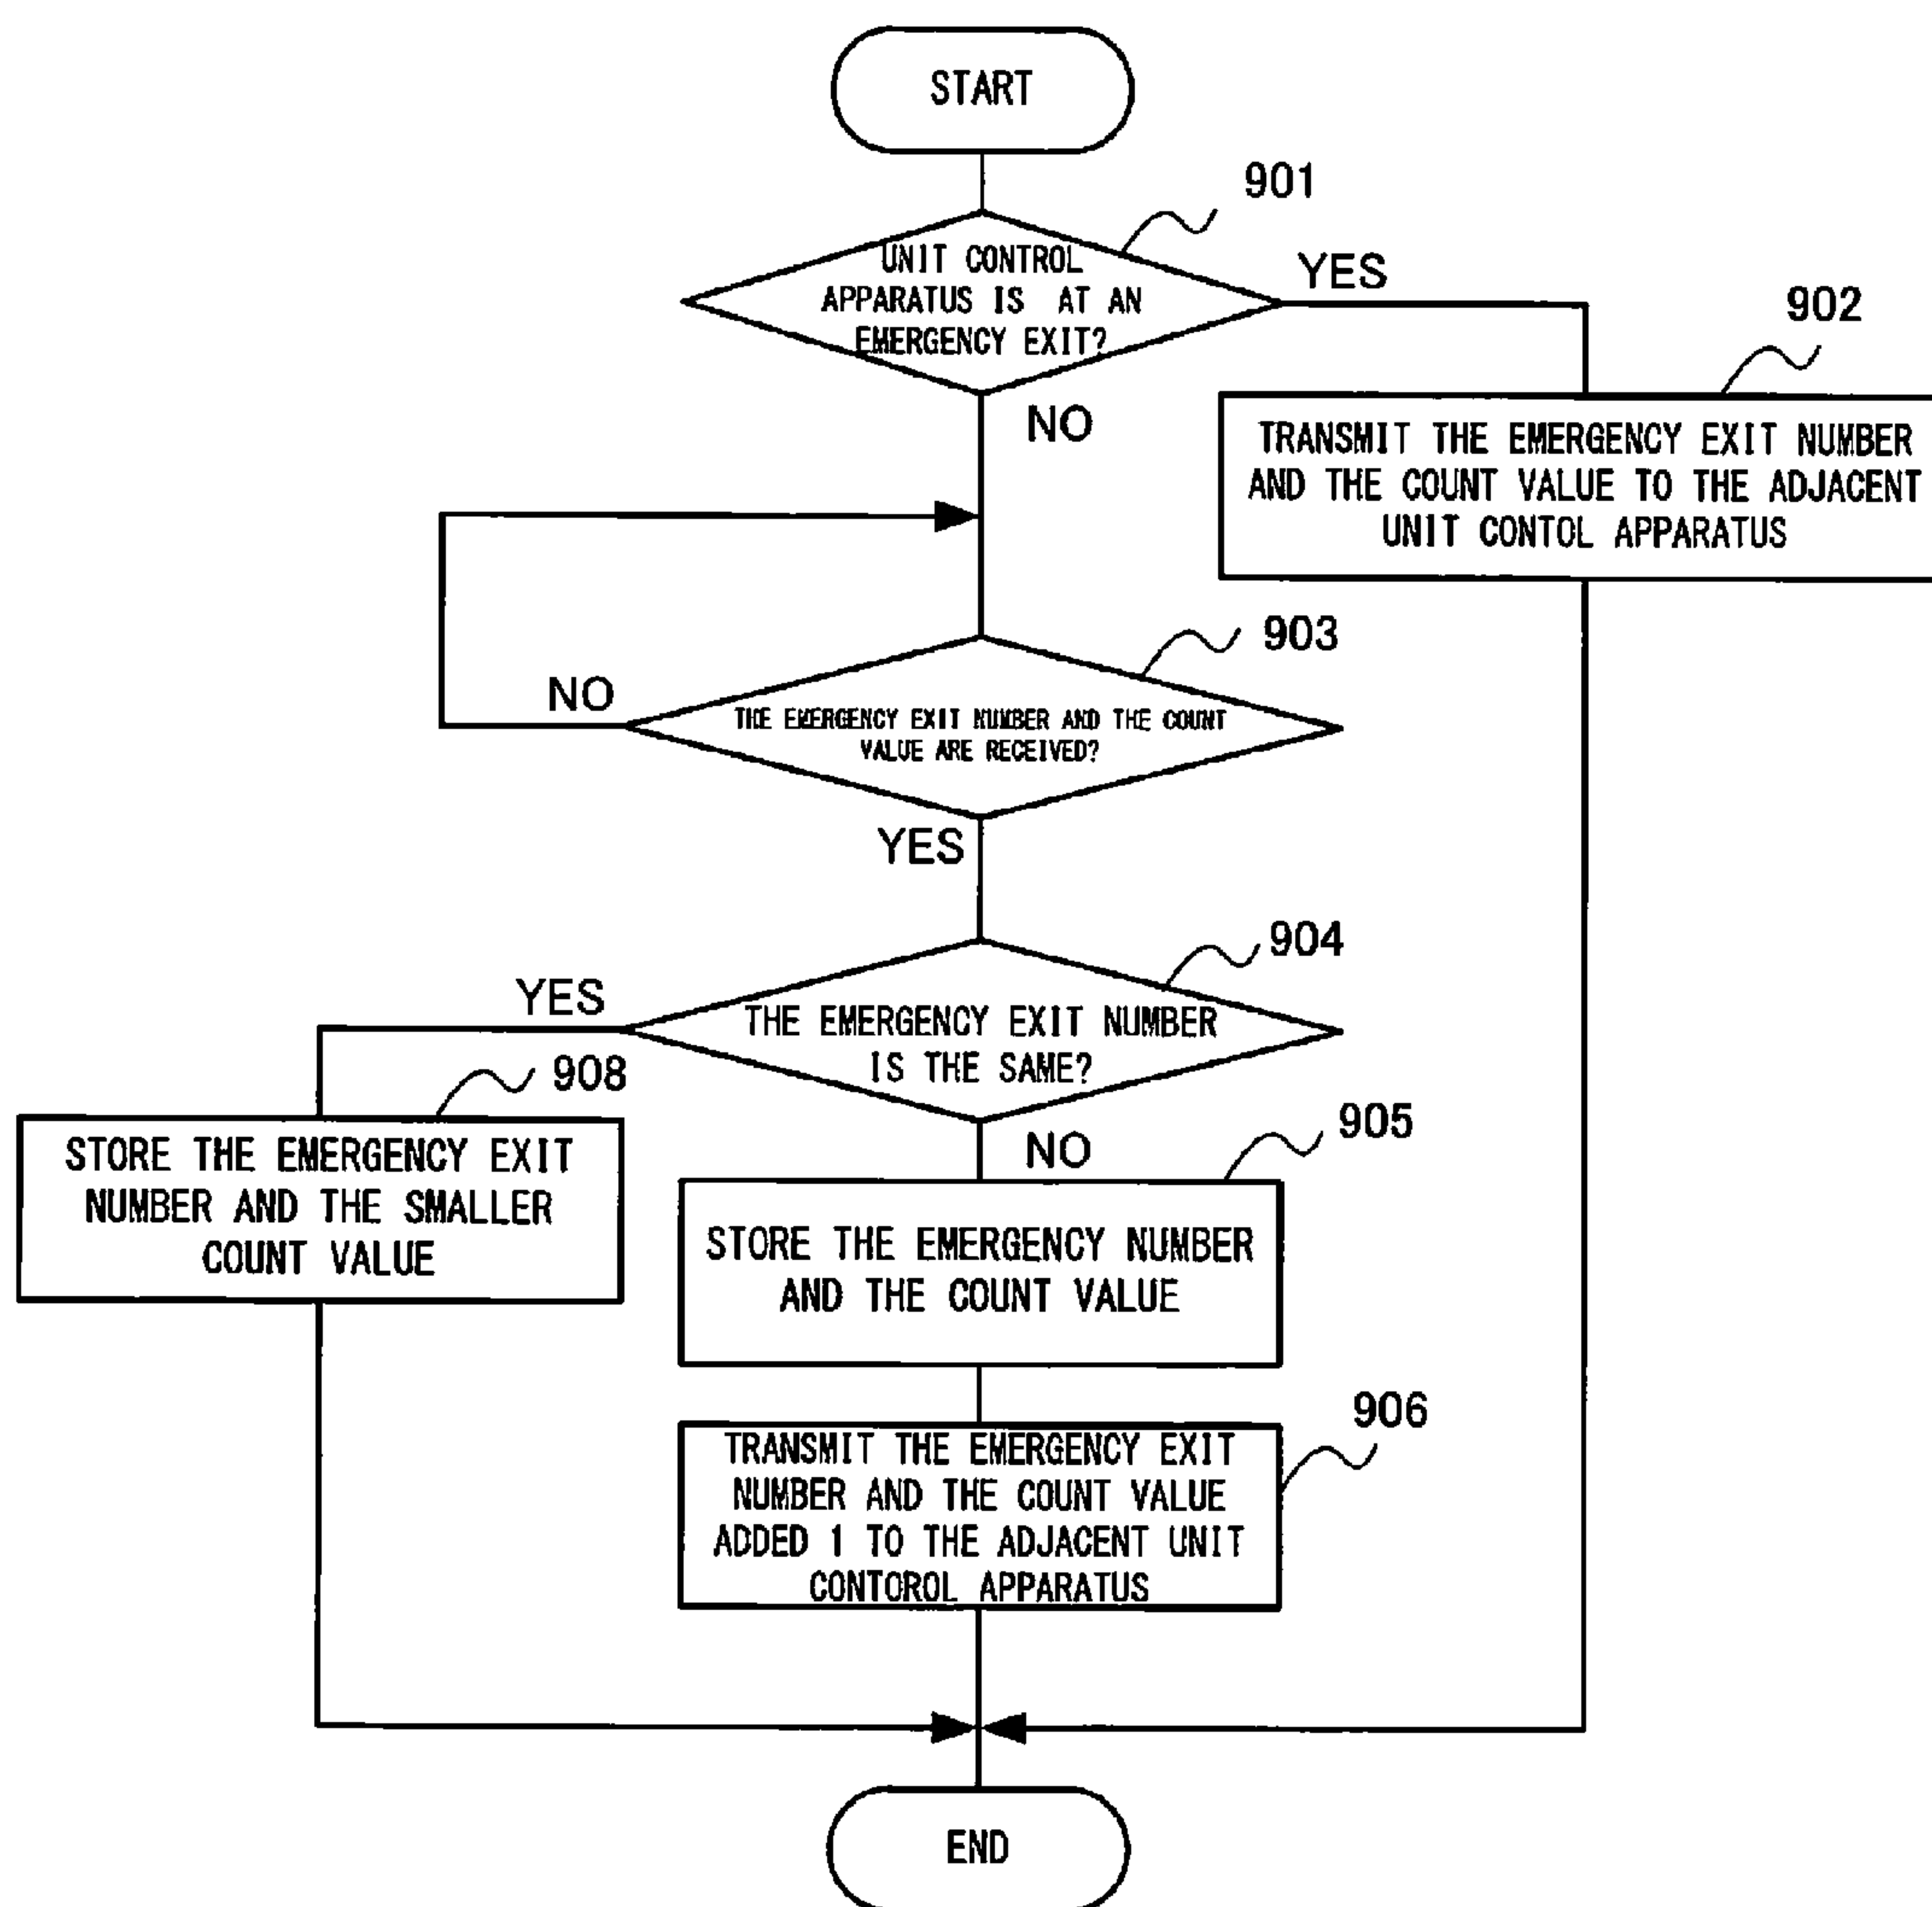 START
901
UNIT CONTROL
APPARATUS IS AT AN
EMERGENCY EXIT?
YES
902
NO
TRANSMIT THE EMERGENCY EXIT NUMBER
AND THE COUNT VALUE TO THE ADJACENT
UNIT CONTOL APPARATUS
903
NO
THE EMERGENCY EXIT NUMBER AND THE COUNT
VALUE ARE RECEIVED?
YES
904
YES
THE EMERGENCY EXIT NUMBER
IS THE SAME?
908
NO
905
STORE THE EMERGENCY EXIT
NUMBER AND THE SMALLER
COUNT VALUE
STORE THE EMERGENCY NUMBER
AND THE COUNT VALUE
906
TRANSMIT THE EMERGENCY EXIT
NUMBER AND THE COUNT VALUE
ADDED 1 TO THE ADJACENT UNIT
CONTOROL APPARATUS
END